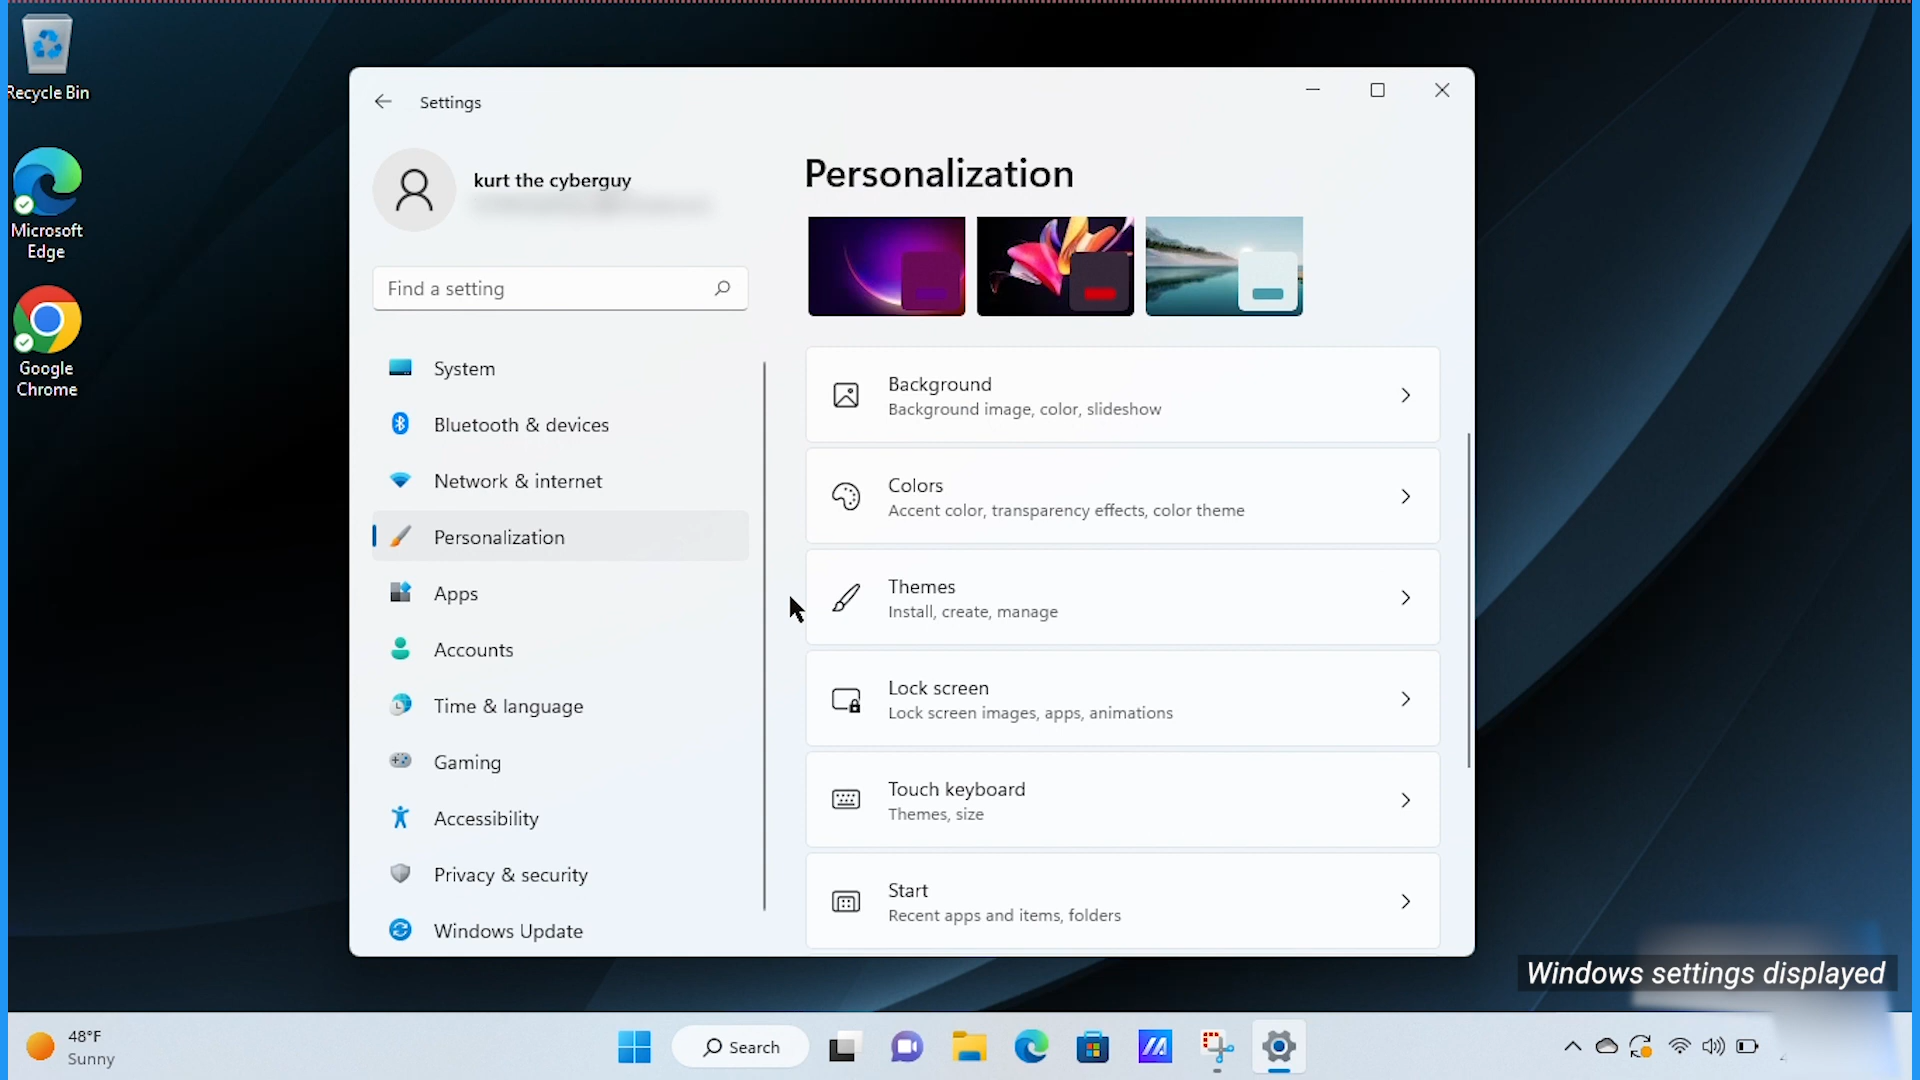 Recycle Bin
Microsoft
Edge
Google
Chrome
Settings
kurt the cyberguy
Find a setting
System
Bluetooth & devices
Network & internet
Personalization
Apps
Accounts
Time & language
Gaming
Accessibility
Privacy & security
Windows Update
Personalization
Background
Background image, color, slideshow
Colors
Accent color, transparency effects, color theme
Themes
Install, create, manage
Lock screen
Lock screen images, apps, animations
Touch keyboard
Themes, size
Start
Recent apps and items, folders
Windows settings displayed
48°F
Sunny
Search